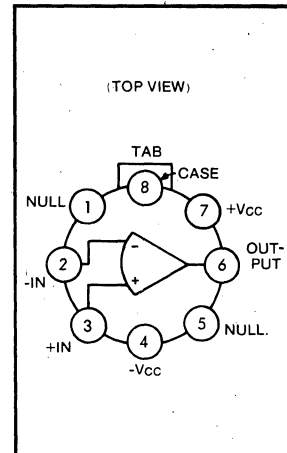 (TOP VIEW)
TAB
CASE
8
NULL
1
7
+VCC
2
-
OUT-
PUT
6
-IN
+
3
5
NULL.
+IN
4
-VCC